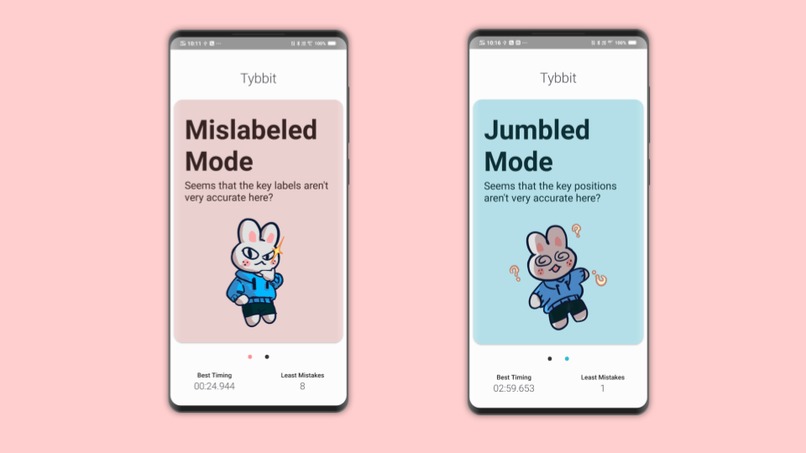 18:11
100%
Tybbit
Mislabeled
Mode
Seems that the key labels aren't
very accurate here?
Best Timing
Least Mistakes
00:24.944
8
18:16
100%
Tybbit
Jumbled
Mode
Seems that the key positions
aren't very accurate here?
? ? ?
Best Timing
Least Mistakes
02:59.653
1